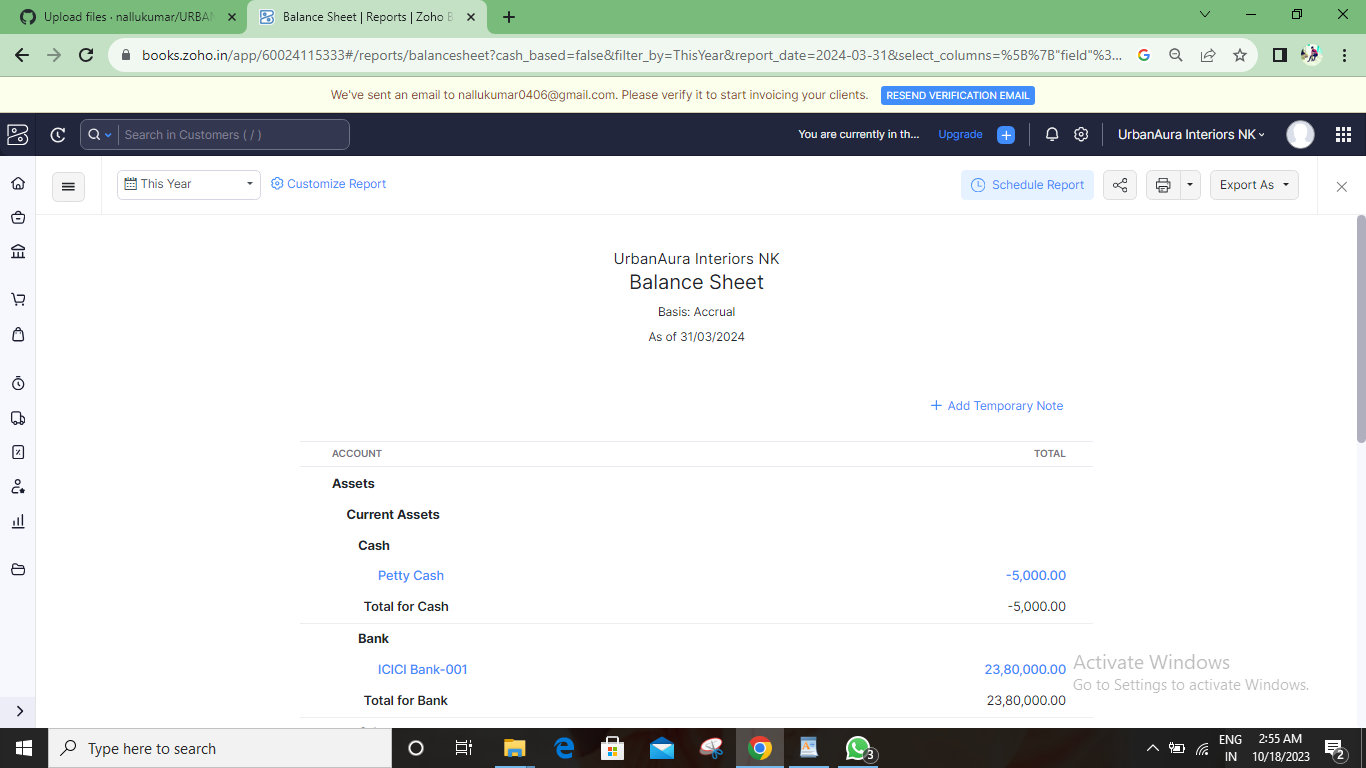 Upload files · nallukumar/URBAN
Balance Sheet | Reports | Zoho B
books.zoho.in/app/60024115333#/reports/balancesheet?cash_based=false&filter_by=ThisYear&report_date=2024-03-31&select_columns=%5B%7B"field"%3...
We've sent an email to nallukumar0406@gmail.com. Please verify it to start invoicing your clients. RESEND VERIFICATION EMAIL
Search in Customers ( / )
You are currently in th... Upgrade
UrbanAura Interiors NK
This Year
Customize Report
Schedule Report
Export As
UrbanAura Interiors NK
Balance Sheet
Basis: Accrual
As of 31/03/2024
+ Add Temporary Note
ACCOUNT TOTAL
Assets
Current Assets
Cash
Petty Cash -5,000.00
Total for Cash -5,000.00
Bank
ICICI Bank-001 23,80,000.00
Total for Bank 23,80,000.00
Activate Windows
Go to Settings to activate Windows.
Type here to search
3
ENG
IN
2:55 AM
10/18/2023
2